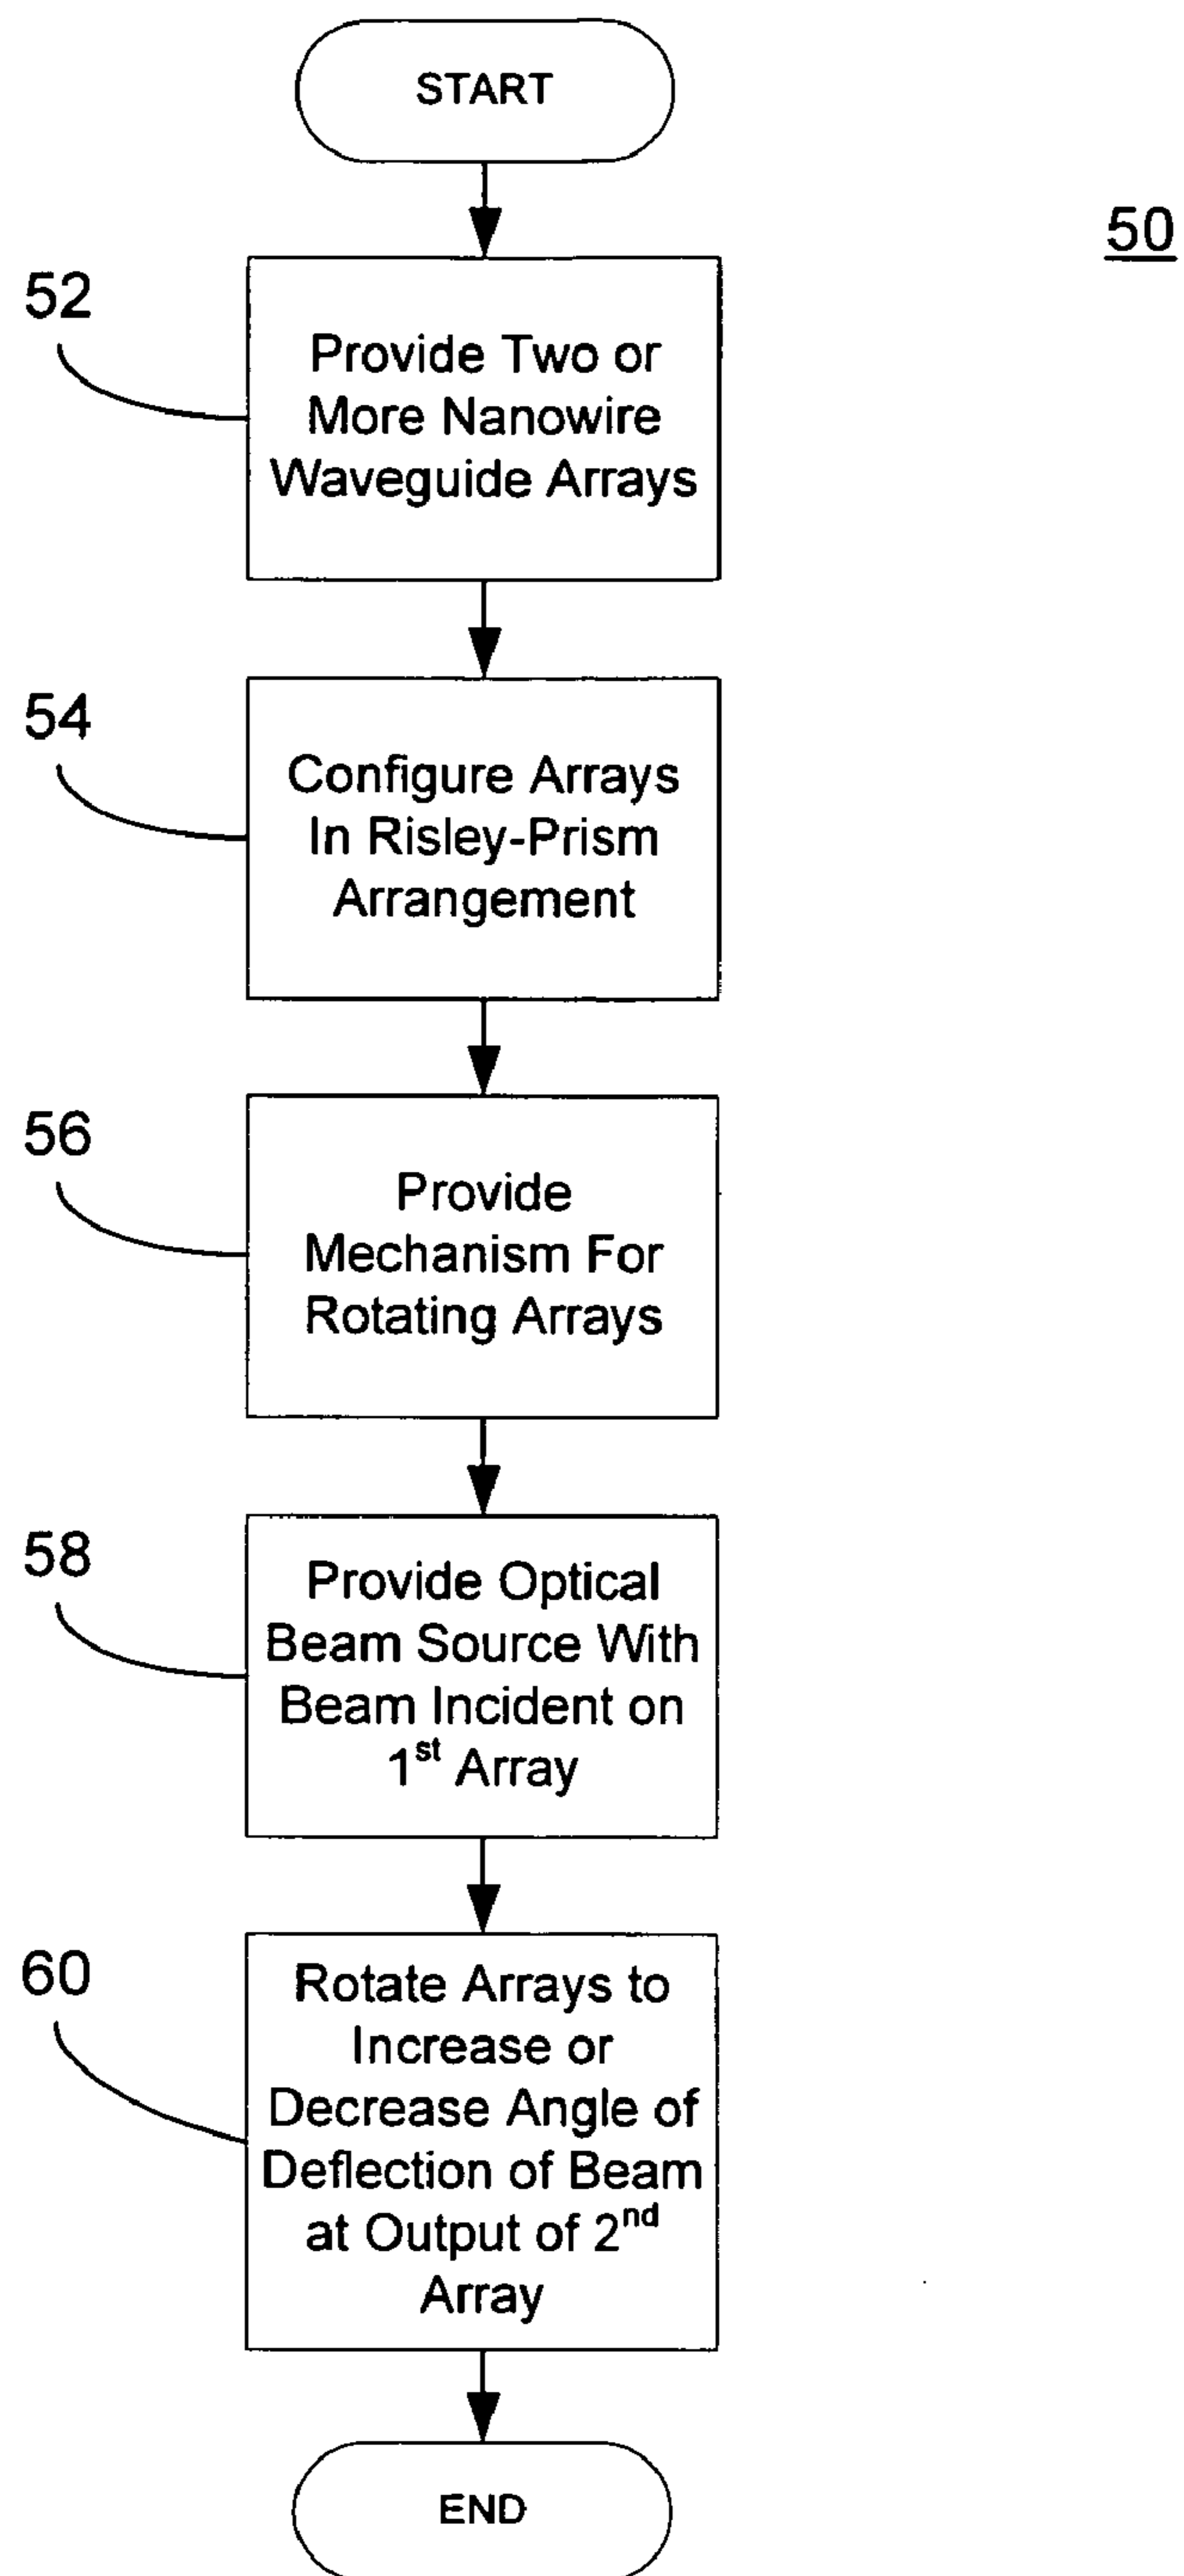 START
50
52
Provide Two or
More Nanowire
Waveguide Arrays
54
Configure Arrays
In Risley-Prism
Arrangement
56
Provide
Mechanism For
Rotating Arrays
58
Provide Optical
Beam Source With
Beam Incident on
1st Array
60
Rotate Arrays to
Increase or
Decrease Angle of
Deflection of Beam
at Output of 2nd
Array
END